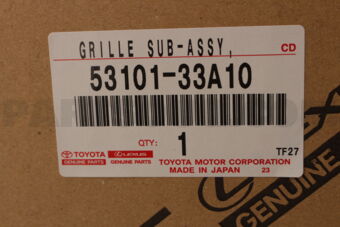 GRILLE SUB-ASSY,
CD
53101-33A10
QTY: 1
TF27
TOYOTA LEXUS
GENUINE PARTS GENUINE PARTS
TOYOTA MOTOR CORPORATION
MADE IN JAPAN 23
GENUINE